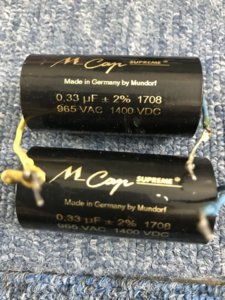 M Cap SUPREME
Made in Germany by Mundorf
0,33 µF ± 2% 1708
965 VAC 1400 VDC
M Cap SUPREME
Made in Germany by Mundorf
0,33 µF ± 2% 1708
965 VAC 1400 VDC